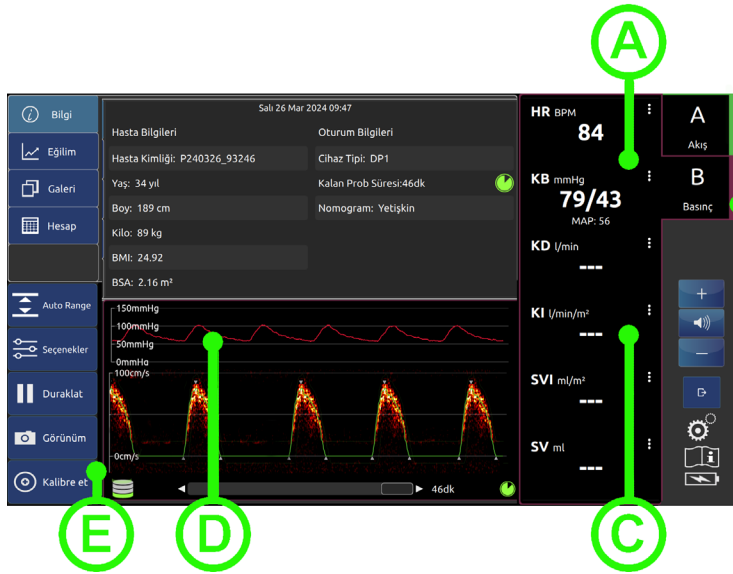 A
Bilgi
Eğilim
Galeri
Hesap
Auto Range
Seçenekler
Duraklat
Görünüm
Kalibre et
Salı 26 Mar 2024 09:47
Hasta Bilgileri
Oturum Bilgileri
Hasta Kimliği: P240326_93246
Cihaz Tipi: DP1
Yaş: 34 yıl
Kalan Prob Süresi:46dk
Boy: 189 cm
Nomogram: Yetişkin
Kilo: 89 kg
BMI: 24.92
BSA: 2.16 m²
150mmHg
100mmHg
50mmHg
0mmHg
100cm/s
0cm/s
46dk
HR BPM
84
KB mmHg
79/43
MAP: 56
KD l/min
---
KI l/min/m²
---
SVI ml/m²
---
SV ml
---
A
Akış
B
Basınç
+
–
i
E
D
C